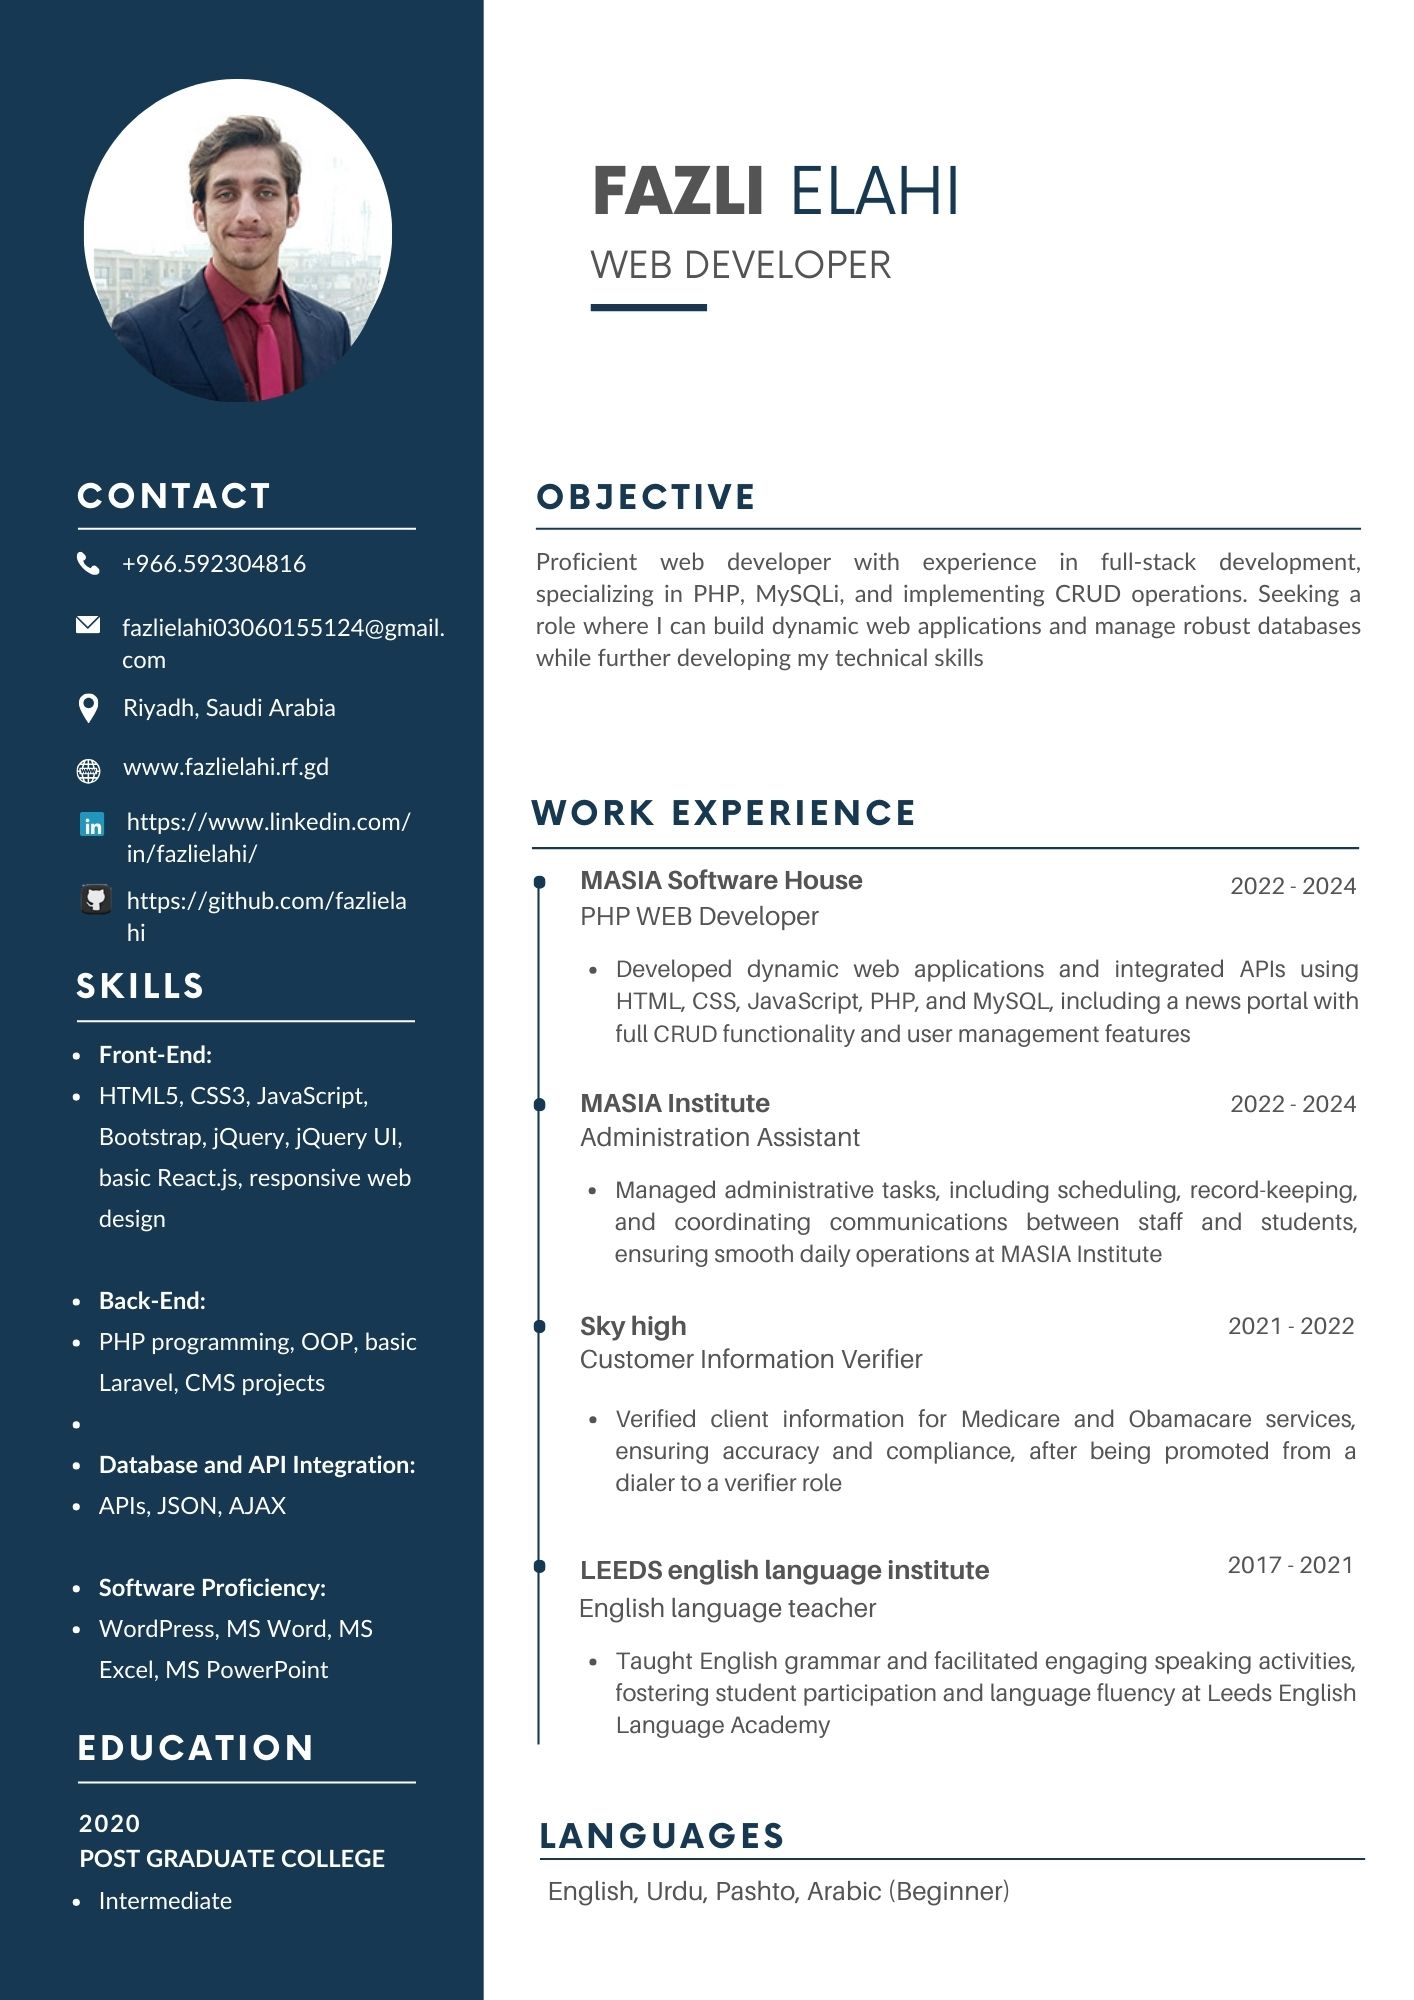 FAZLI ELAHI
WEB DEVELOPER
CONTACT
+966.592304816
fazlielahi03060155124@gmail.
com
Riyadh, Saudi Arabia
www.fazlielahi.rf.gd
https://www.linkedin.com/
in/fazlielahi/
https://github.com/fazliela
hi
SKILLS
• Front-End:
• HTML5, CSS3, JavaScript,
Bootstrap, jQuery, jQuery UI,
basic React.js, responsive web
design
• Back-End:
• PHP programming, OOP, basic
Laravel, CMS projects
•
• Database and API Integration:
• APIs, JSON, AJAX
• Software Proficiency:
• WordPress, MS Word, MS
Excel, MS PowerPoint
EDUCATION
2020
POST GRADUATE COLLEGE
• Intermediate
OBJECTIVE
Proficient web developer with experience in full-stack development,
specializing in PHP, MySQLi, and implementing CRUD operations. Seeking a
role where I can build dynamic web applications and manage robust databases
while further developing my technical skills
WORK EXPERIENCE
MASIA Software House 2022 - 2024
PHP WEB Developer
• Developed dynamic web applications and integrated APIs using
HTML, CSS, JavaScript, PHP, and MySQL, including a news portal with
full CRUD functionality and user management features
MASIA Institute 2022 - 2024
Administration Assistant
• Managed administrative tasks, including scheduling, record-keeping,
and coordinating communications between staff and students,
ensuring smooth daily operations at MASIA Institute
Sky high 2021 - 2022
Customer Information Verifier
• Verified client information for Medicare and Obamacare services,
ensuring accuracy and compliance, after being promoted from a
dialer to a verifier role
LEEDS english language institute 2017 - 2021
English language teacher
• Taught English grammar and facilitated engaging speaking activities,
fostering student participation and language fluency at Leeds English
Language Academy
LANGUAGES
English, Urdu, Pashto, Arabic (Beginner)